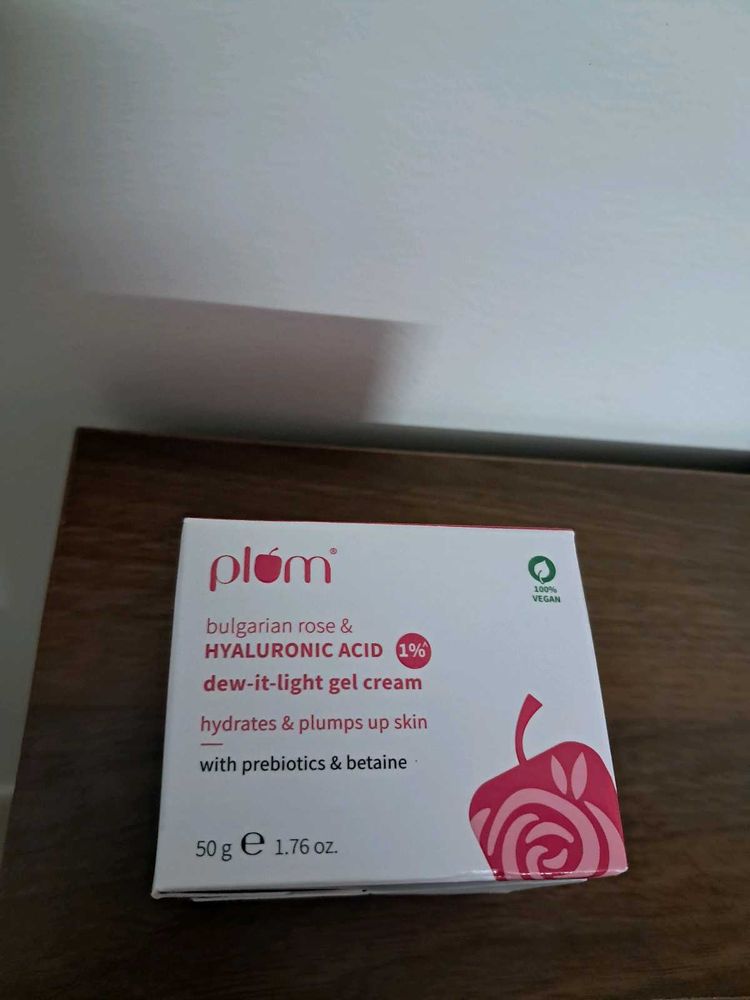 plum®
100%
VEGAN
bulgarian rose &
HYALURONIC ACID 1%^
dew-it-light gel cream
hydrates & plumps up skin
with prebiotics & betaine
50 g ℮ 1.76 oz.